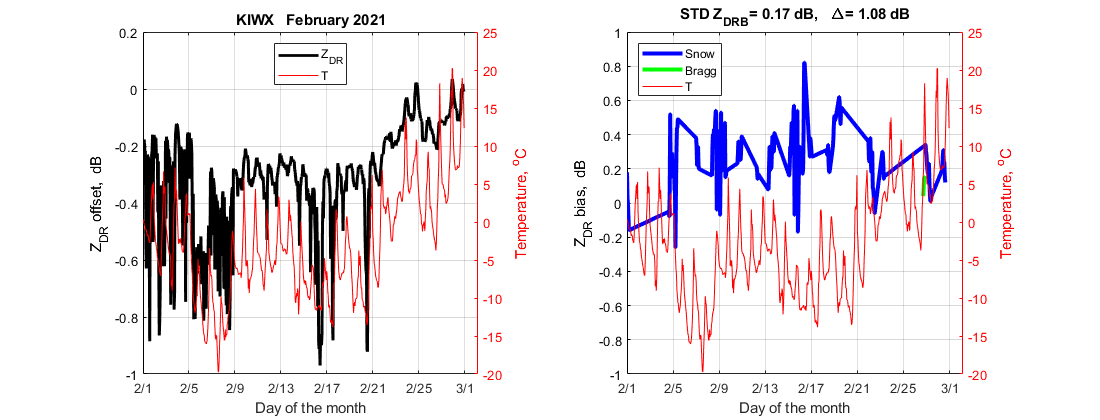 KIWX February 2021
0.2
0
-0.2
-0.4
-0.6
-0.8
-1
Z_DR offset, dB
Z_DR
T
25
20
15
10
5
0
-5
-10
-15
-20
Temperature, °C
2/1 2/5 2/9 2/13 2/17 2/21 2/25 3/1
Day of the month
STD Z_DRB = 0.17 dB, Δ = 1.08 dB
1
0.8
0.6
0.4
0.2
0
-0.2
-0.4
-0.6
-0.8
-1
Z_DR bias, dB
Snow
Bragg
T
25
20
15
10
5
0
-5
-10
-15
-20
Temperature, °C
2/1 2/5 2/9 2/13 2/17 2/21 2/25 3/1
Day of the month